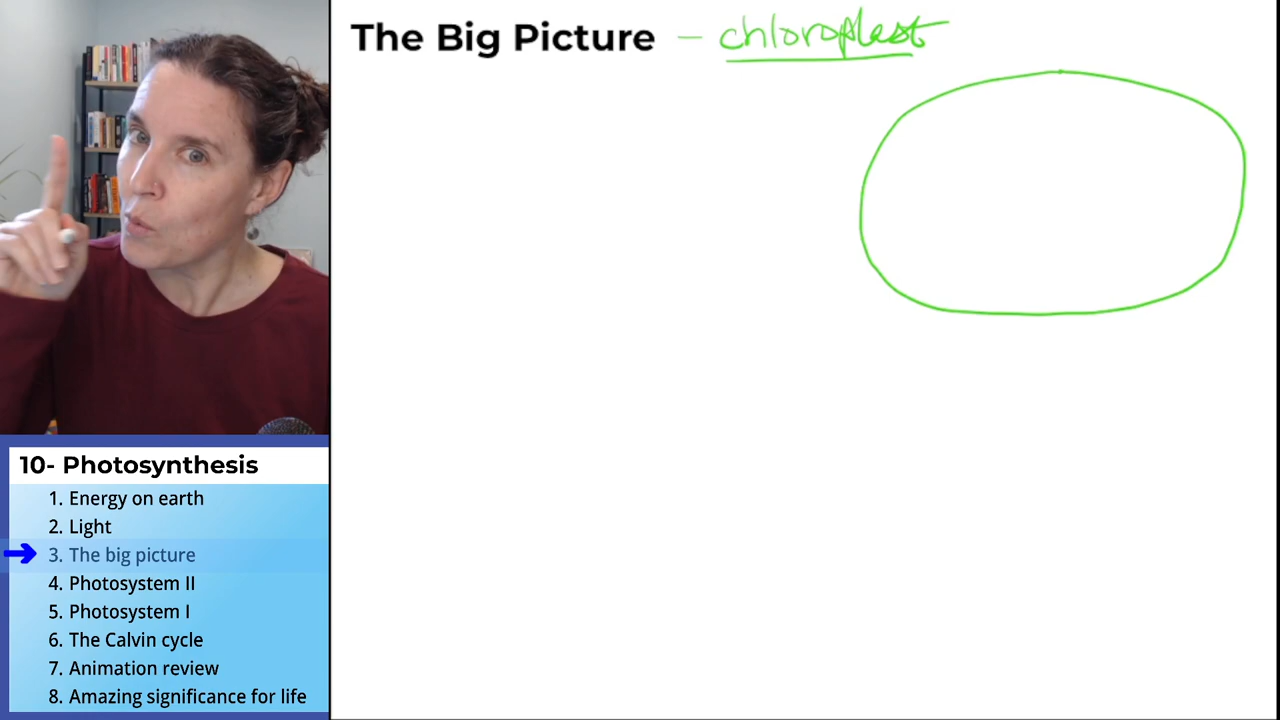 The Big Picture – chloroplast
10- Photosynthesis
1. Energy on earth
2. Light
3. The big picture
4. Photosystem II
5. Photosystem I
6. The Calvin cycle
7. Animation review
8. Amazing significance for life